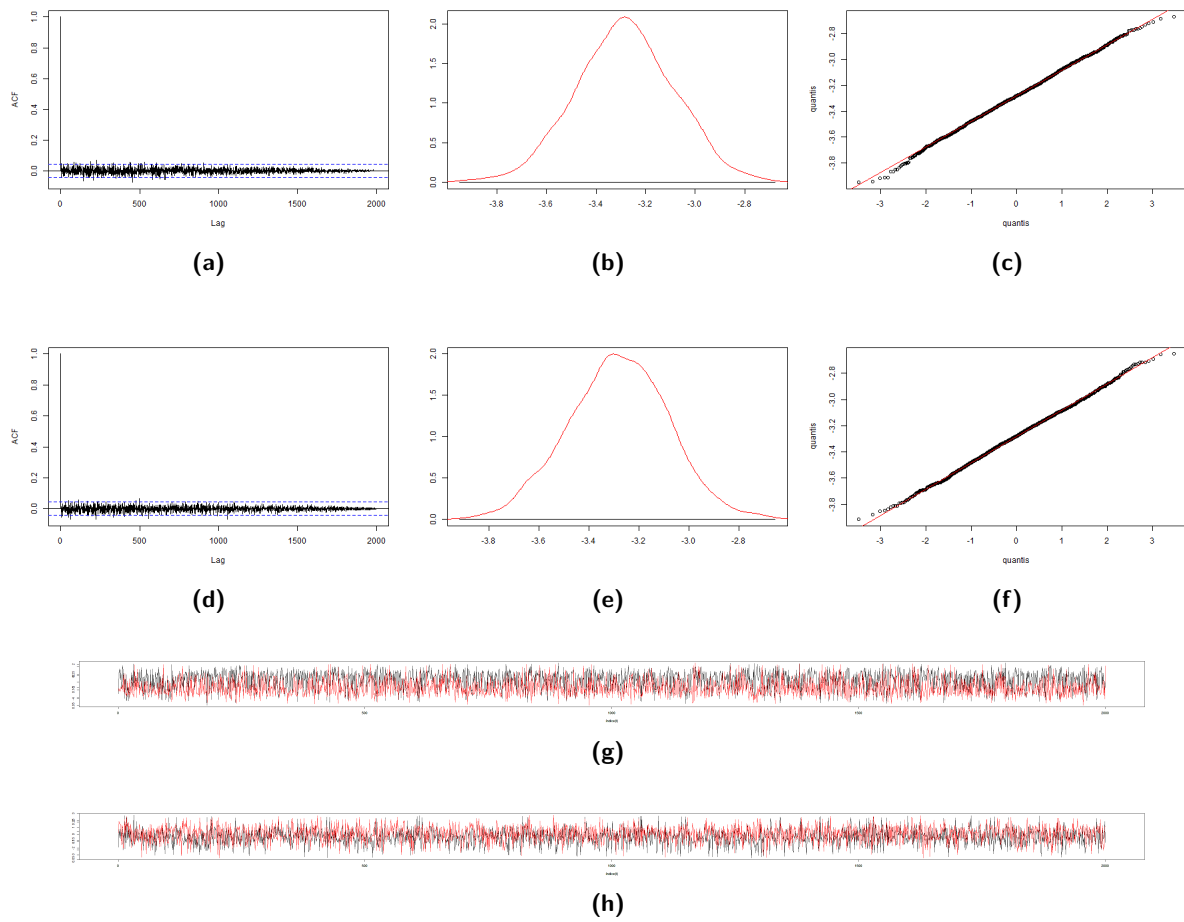 ACF
0.0 0.2 0.4 0.6 0.8 1.0
0 500 1000 1500 2000
Lag
(a)
0.0 0.5 1.0 1.5 2.0
-3.8 -3.6 -3.4 -3.2 -3.0 -2.8
(b)
quantis
-3.8 -3.6 -3.4 -3.2 -3.0 -2.8
-3 -2 -1 0 1 2 3
quantis
(c)
ACF
0.0 0.2 0.4 0.6 0.8 1.0
0 500 1000 1500 2000
Lag
(d)
0.0 0.5 1.0 1.5 2.0
-3.8 -3.6 -3.4 -3.2 -3.0 -2.8
(e)
quantis
-3.8 -3.6 -3.4 -3.2 -3.0 -2.8
-3 -2 -1 0 1 2 3
quantis
(f)
0 500 1000 1500 2000
(g)
0 500 1000 1500 2000
(h)